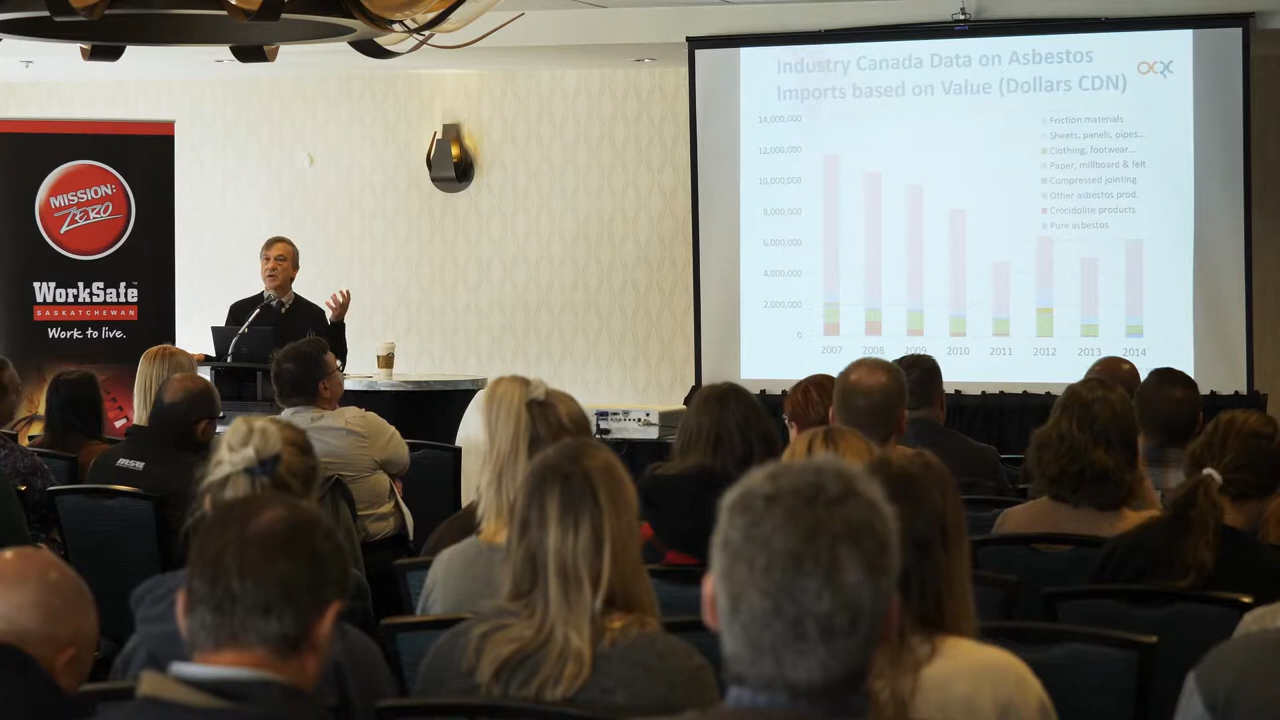 MISSION:
ZERO
WorkSafe™
SASKATCHEWAN
Work to live.
MSA
Industry Canada Data on Asbestos
Imports based on Value (Dollars CDN)
14,000,000
12,000,000
10,000,000
8,000,000
6,000,000
4,000,000
2,000,000
0
Friction materials
Sheets, panels, pipes...
Clothing, footwear...
Paper, millboard & felt
Compressed jointing
Other asbestos prod.
Crocidolite products
Pure asbestos
2007 2008 2009 2010 2011 2012 2013 2014